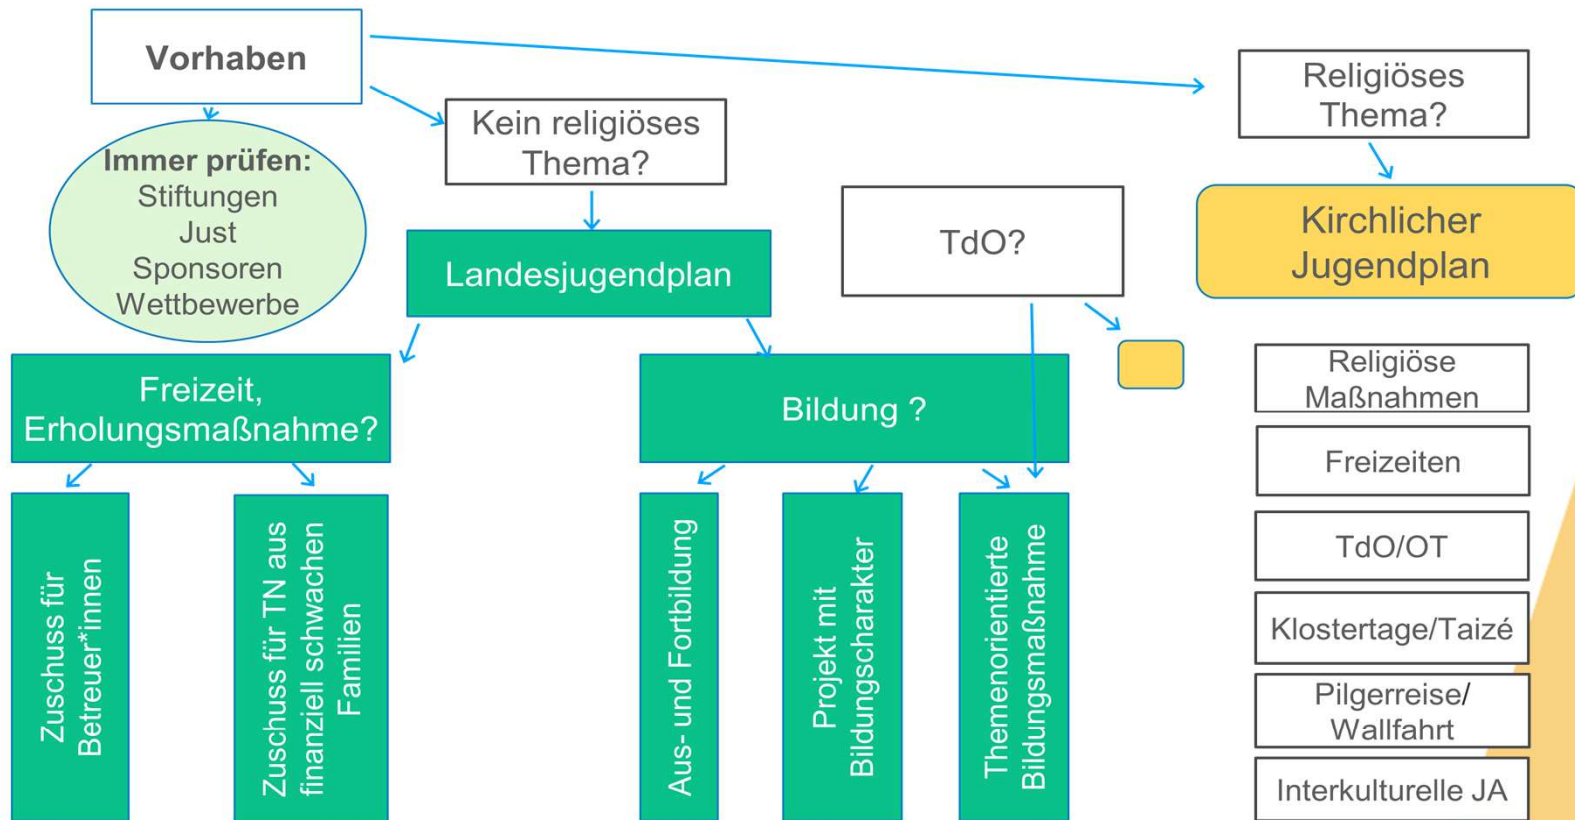 Vorhaben
Immer prüfen:
Stiftungen
Just
Sponsoren
Wettbewerbe
Kein religiöses
Thema?
Religiöses
Thema?
Landesjugendplan
TdO?
Kirchlicher
Jugendplan
Freizeit,
Erholungsmaßnahme?
Bildung ?
Zuschuss für
Betreuer*innen
Zuschuss für TN aus
finanziell schwachen
Familien
Aus- und Fortbildung
Projekt mit
Bildungscharakter
Themenorientierte
Bildungsmaßnahme
Religiöse
Maßnahmen
Freizeiten
TdO/OT
Klostertage/Taizé
Pilgerreise/
Wallfahrt
Interkulturelle JA